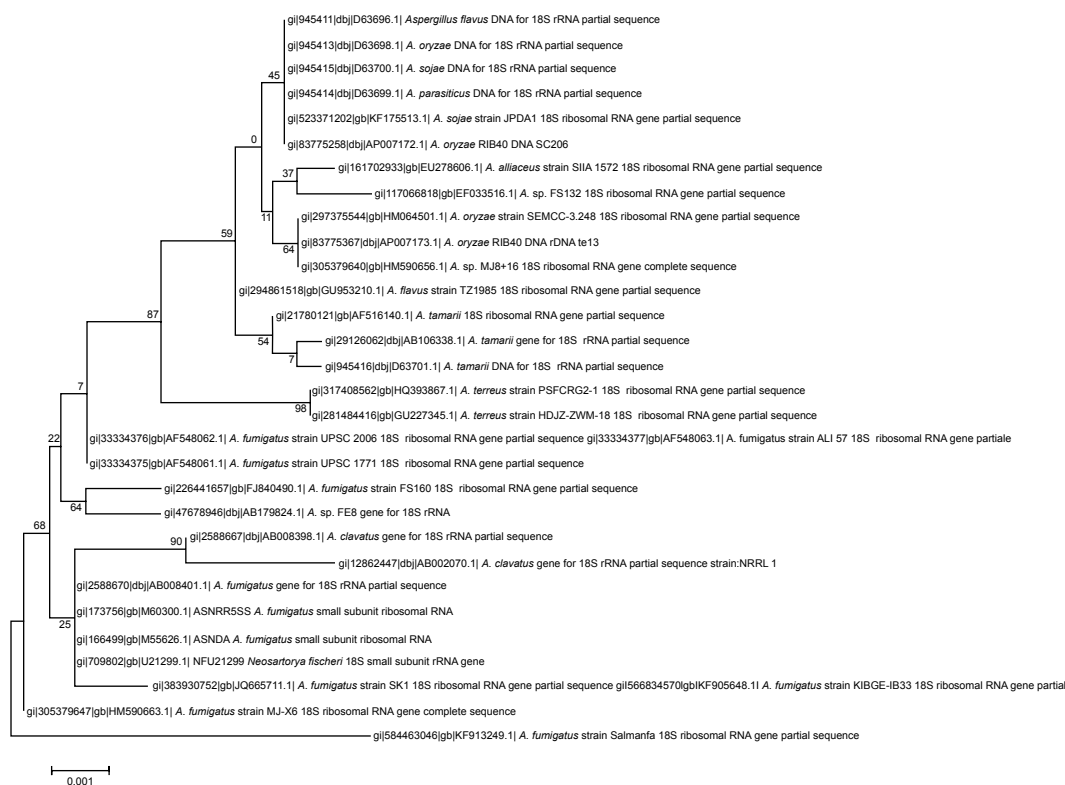 gi|945411|dbj|D63696.1| Aspergillus flavus DNA for 18S rRNA partial sequence
gi|945413|dbj|D63698.1| A. oryzae DNA for 18S rRNA partial sequence
gi|945415|dbj|D63700.1| A. sojae DNA for 18S rRNA partial sequence
45
gi|945414|dbj|D63699.1| A. parasiticus DNA for 18S rRNA partial sequence
gi|523371202|gb|KF175513.1| A. sojae strain JPDA1 18S ribosomal RNA gene partial sequence
0
gi|83775258|dbj|AP007172.1| A. oryzae RIB40 DNA SC206
gi|161702933|gb|EU278606.1| A. alliaceus strain SIIA 1572 18S ribosomal RNA gene partial sequence
37
gi|117066818|gb|EF033516.1| A. sp. FS132 18S ribosomal RNA gene partial sequence
11
gi|297375544|gb|HM064501.1| A. oryzae strain SEMCC-3.248 18S ribosomal RNA gene partial sequence
59
gi|83775367|dbj|AP007173.1| A. oryzae RIB40 DNA rDNA te13
64
gi|305379640|gb|HM590656.1| A. sp. MJ8+16 18S ribosomal RNA gene complete sequence
gi|294861518|gb|GU953210.1| A. flavus strain TZ1985 18S ribosomal RNA gene partial sequence
87
gi|21780121|gb|AF516140.1| A. tamarii 18S ribosomal RNA gene partial sequence
54
gi|29126062|dbj|AB106338.1| A. tamarii gene for 18S rRNA partial sequence
7
gi|945416|dbj|D63701.1| A. tamarii DNA for 18S rRNA partial sequence
7
gi|317408562|gb|HQ393867.1| A. terreus strain PSFCRG2-1 18S ribosomal RNA gene partial sequence
98
gi|281484416|gb|GU227345.1| A. terreus strain HDJZ-ZWM-18 18S ribosomal RNA gene partial sequence
22
gi|33334376|gb|AF548062.1| A. fumigatus strain UPSC 2006 18S ribosomal RNA gene partial sequence gi|33334377|gb|AF548063.1| A. fumigatus strain ALI 57 18S ribosomal RNA gene partiale
gi|33334375|gb|AF548061.1| A. fumigatus strain UPSC 1771 18S ribosomal RNA gene partial sequence
gi|226441657|gb|FJ840490.1| A. fumigatus strain FS160 18S ribosomal RNA gene partial sequence
64
gi|47678946|dbj|AB179824.1| A. sp. FE8 gene for 18S rRNA
68
gi|2588667|dbj|AB008398.1| A. clavatus gene for 18S rRNA partial sequence
90
gi|12862447|dbj|AB002070.1| A. clavatus gene for 18S rRNA partial sequence strain:NRRL 1
gi|2588670|dbj|AB008401.1| A. fumigatus gene for 18S rRNA partial sequence
gi|173756|gb|M60300.1| ASNRR5SS A. fumigatus small subunit ribosomal RNA
25
gi|166499|gb|M55626.1| ASNDA A. fumigatus small subunit ribosomal RNA
gi|709802|gb|U21299.1| NFU21299 Neosartorya fischeri 18S small subunit rRNA gene
gi|383930752|gb|JQ665711.1| A. fumigatus strain SK1 18S ribosomal RNA gene partial sequence giI566834570IgbIKF905648.1I A. fumigatus strain KIBGE-IB33 18S ribosomal RNA gene partial
gi|305379647|gb|HM590663.1| A. fumigatus strain MJ-X6 18S ribosomal RNA gene complete sequence
gi|584463046|gb|KF913249.1| A. fumigatus strain Salmanfa 18S ribosomal RNA gene partial sequence
0.001